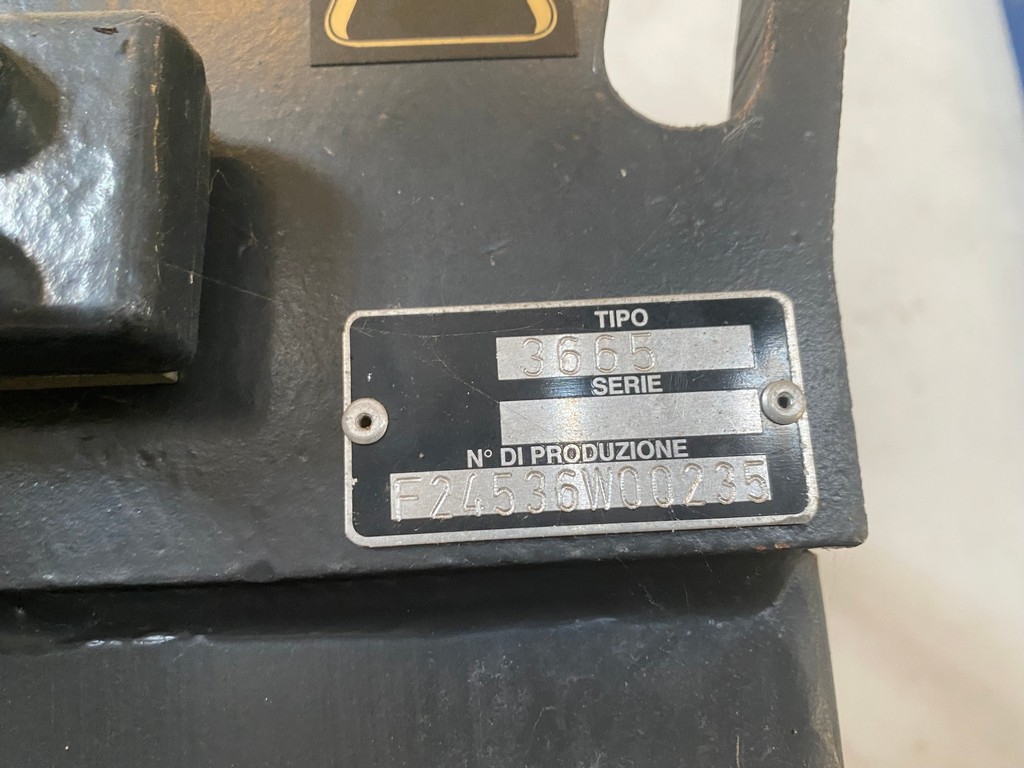 TIPO
3665
SERIE
N° DI PRODUZIONE
F24536W00235